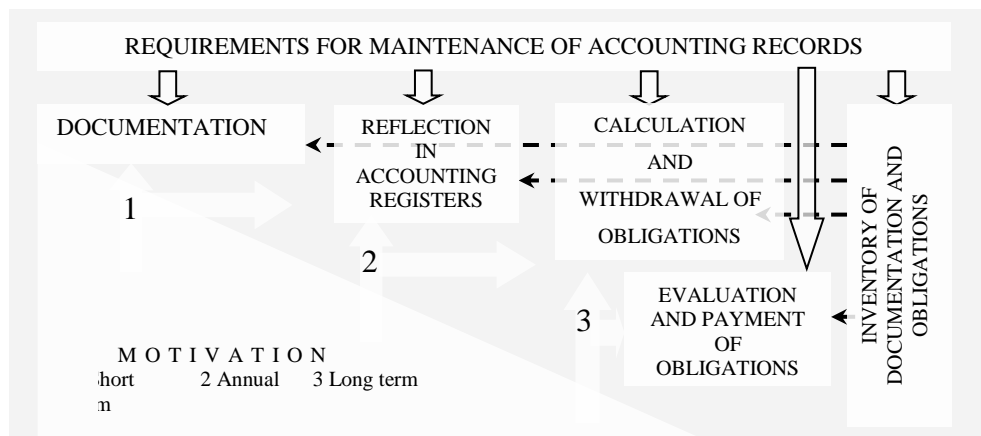 REQUIREMENTS FOR MAINTENANCE OF ACCOUNTING RECORDS
DOCUMENTATION
REFLECTION
IN
ACCOUNTING
REGISTERS
CALCULATION
AND
WITHDRAWAL OF
OBLIGATIONS
INVENTORY OF
DOCUMENTATION AND
OBLIGATIONS
1
2
3
EVALUATION
AND PAYMENT
OF
OBLIGATIONS
M O T I V A T I O N
2 Annual 3 Long term